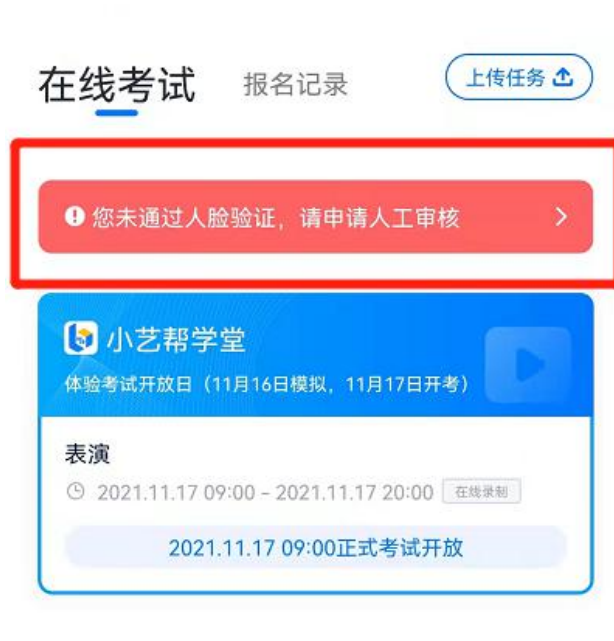 在线考试 报名记录 上传任务
您未通过人脸验证，请申请人工审核
小艺帮学堂
体验考试开放日（11月16日模拟，11月17日开考）
表演
2021.11.17 09:00 - 2021.11.17 20:00 在线录制
2021.11.17 09:00正式考试开放